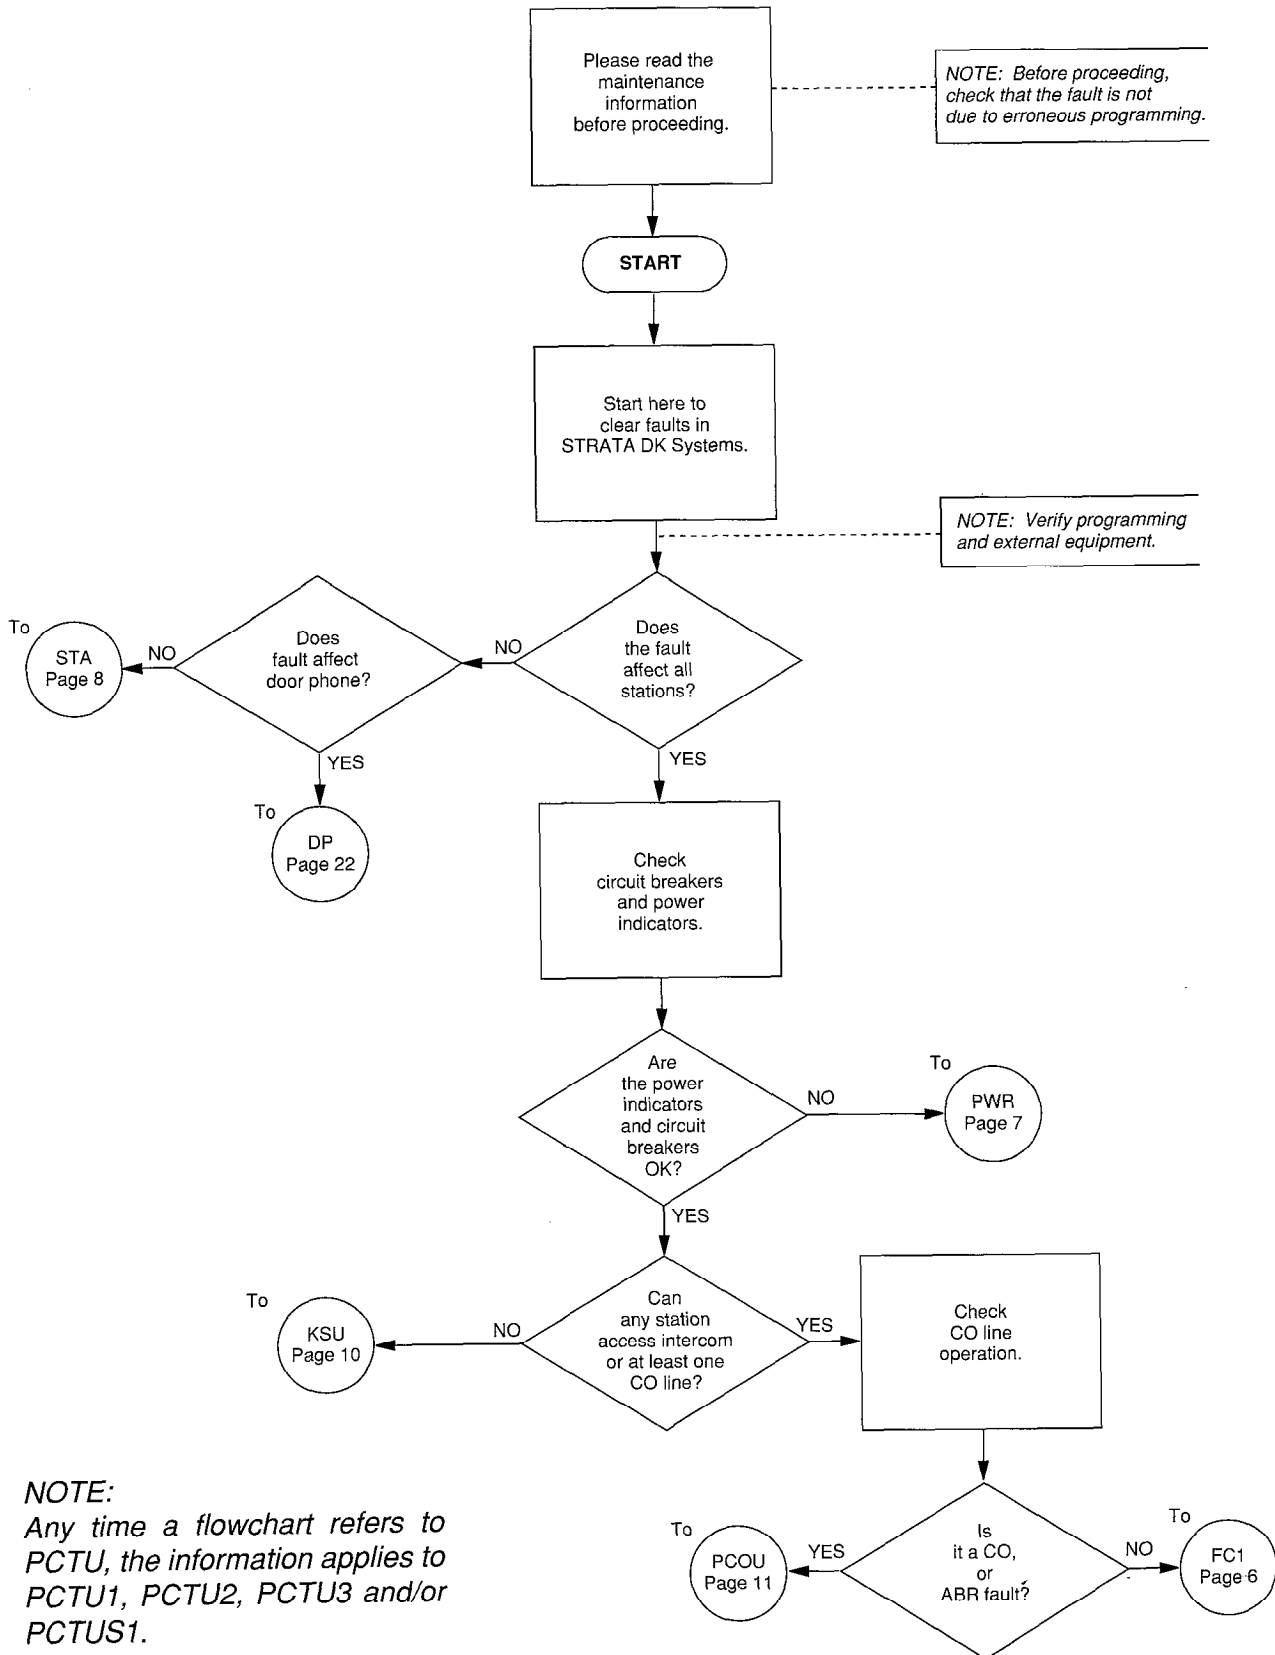 Please read the
maintenance
information
before proceeding.
NOTE: Before proceeding,
check that the fault is not
due to erroneous programming.
START
Start here to
clear faults in
STRATA DK Systems.
NOTE: Verify programming
and external equipment.
Does
the fault
affect all
stations?
NO
Does
fault affect
door phone?
NO
To
STA
Page 8
YES
To
DP
Page 22
YES
Check
circuit breakers
and power
indicators.
Are
the power
indicators
and circuit
breakers
OK?
NO
To
PWR
Page 7
YES
Can
any station
access intercom
or at least one
CO line?
NO
To
KSU
Page 10
YES
Check
CO line
operation.
Is
it a CO,
or
ABR fault?
YES
To
PCOU
Page 11
NO
To
FC1
Page 6
NOTE:
Any time a flowchart refers to
PCTU, the information applies to
PCTU1, PCTU2, PCTU3 and/or
PCTUS1.